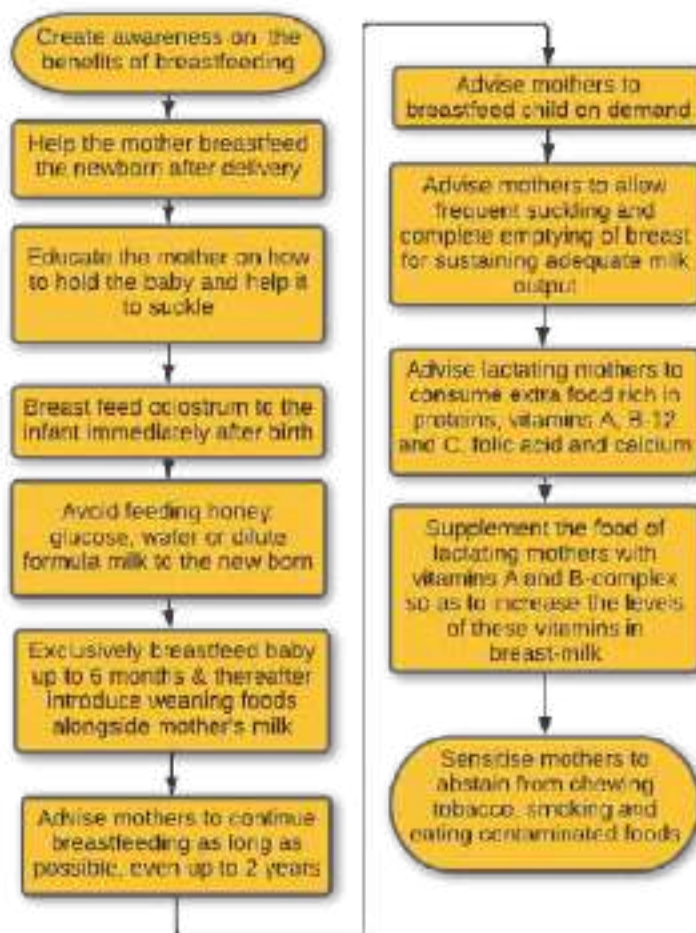 Create awareness on the
benefits of breastfeeding
Help the mother breastfeed
the newborn after delivery
Educate the mother on how
to hold the baby and help it
to suckle
Breast feed colostrum to the
infant immediately after birth
Avoid feeding honey
glucose, water or dilute
formula milk to the new born
Exclusively breastfeed baby
up to 6 months & thereafter
introduce weaning foods
alongside mother's milk
Advise mothers to continue
breastfeeding as long as
possible, even up to 2 years
Advise mothers to
breastfeed child on demand
Advise mothers to allow
frequent suckling and
complete emptying of breast
for sustaining adequate milk
output
Advise lactating mothers to
consume extra food rich in
proteins, vitamins A, B-12
and C, folic acid and calcium
Supplement the food of
lactating mothers with
vitamins A and B-complex
so as to increase the levels
of these vitamins in
breast-milk
Sensitise mothers to
abstain from chewing
tobacco, smoking and
eating contaminated foods